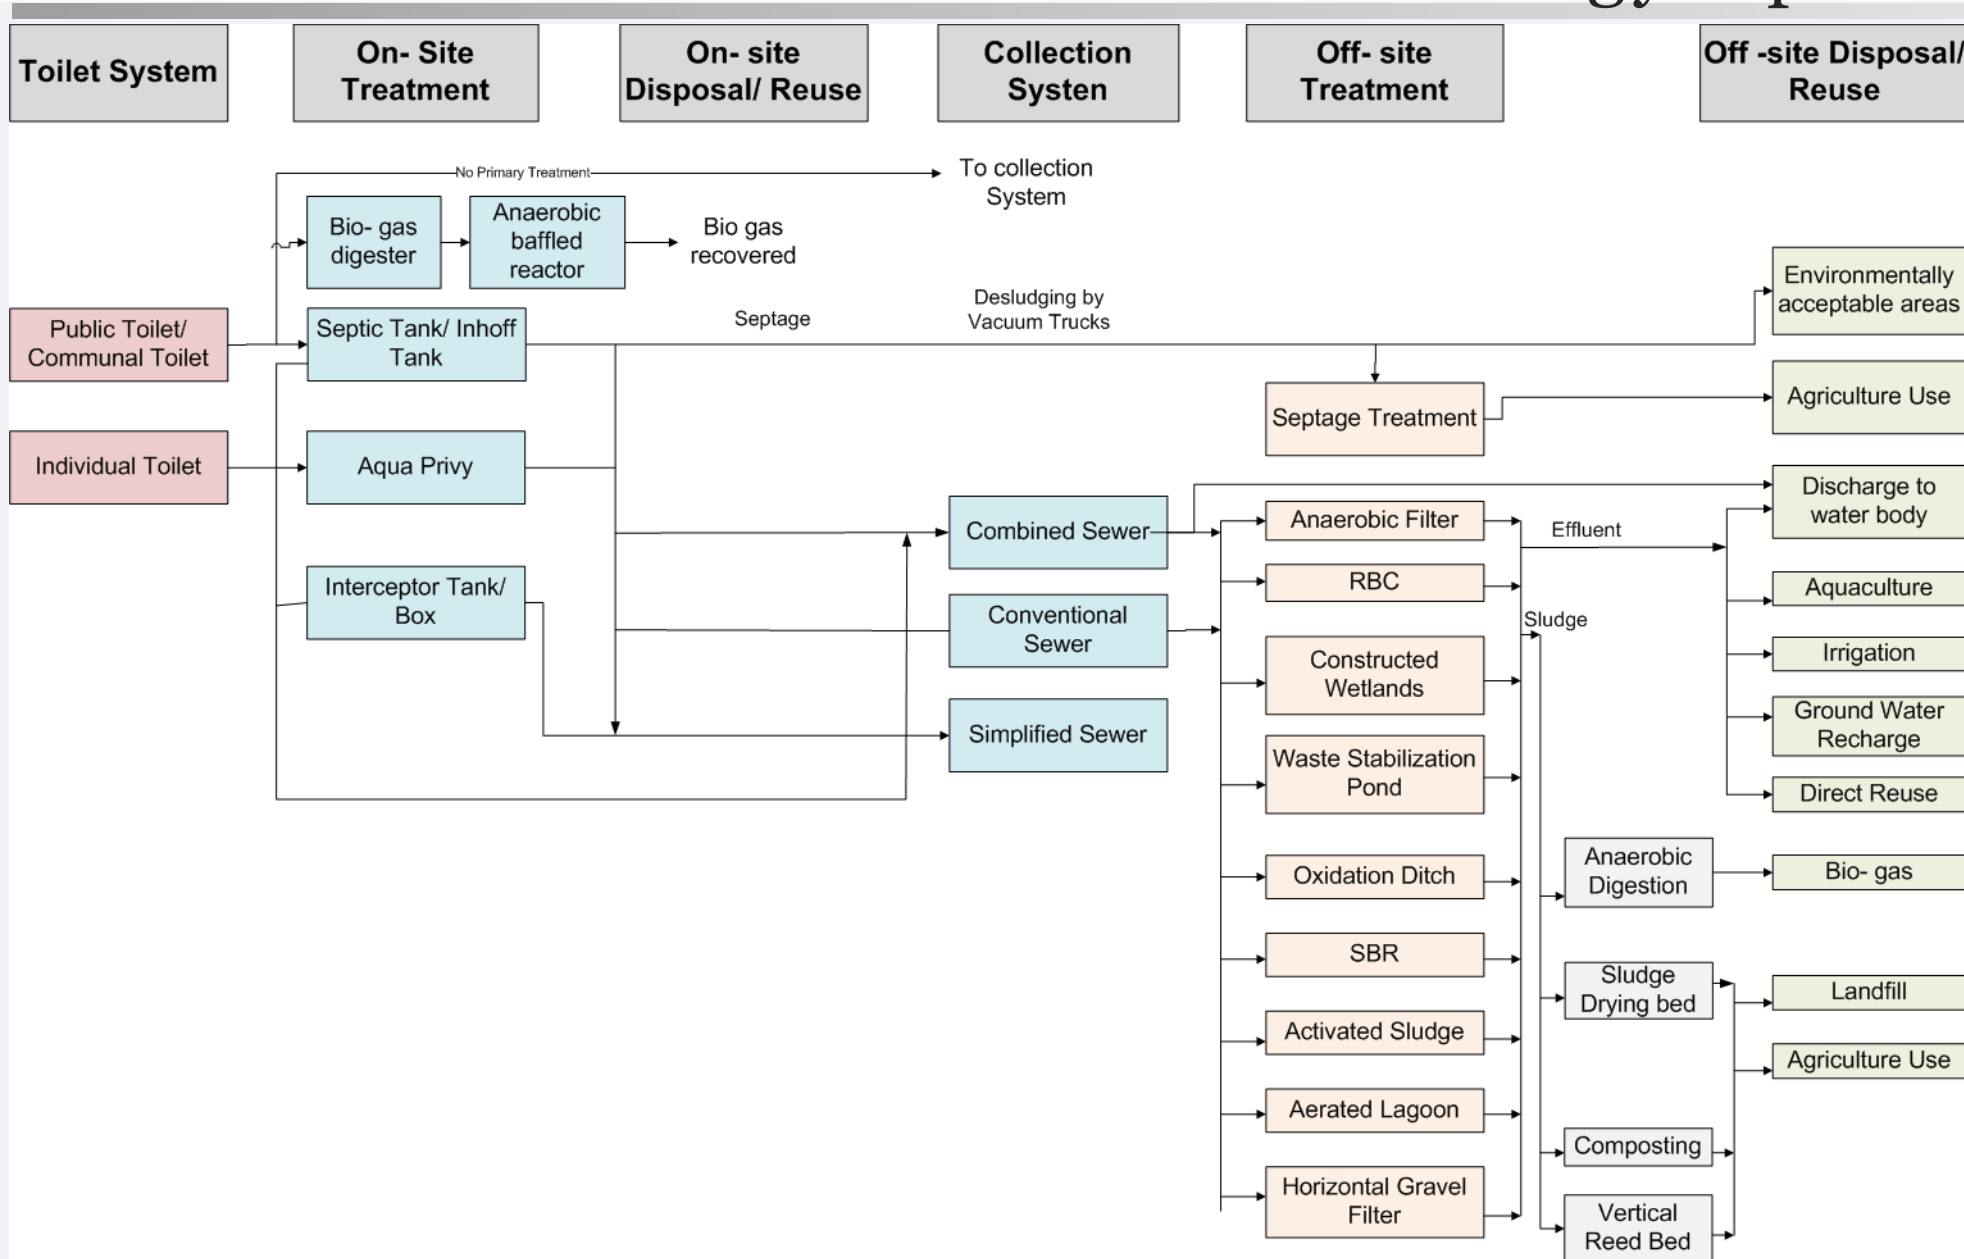 Toilet System
On- Site
Treatment
On- site
Disposal/ Reuse
Collection
Systen
Off- site
Treatment
Off -site Disposal/
Reuse
No Primary Treatment
To collection
System
Bio- gas
digester
Anaerobic
baffled
reactor
Bio gas
recovered
Public Toilet/
Communal Toilet
Septic Tank/ Inhoff
Tank
Septage
Desludging by
Vacuum Trucks
Environmentally
acceptable areas
Septage Treatment
Agriculture Use
Individual Toilet
Aqua Privy
Combined Sewer
Anaerobic Filter
Effluent
Discharge to
water body
Interceptor Tank/
Box
Conventional
Sewer
RBC
Sludge
Aquaculture
Constructed
Wetlands
Irrigation
Simplified Sewer
Waste Stabilization
Pond
Ground Water
Recharge
Direct Reuse
Oxidation Ditch
Anaerobic
Digestion
Bio- gas
SBR
Sludge
Drying bed
Landfill
Activated Sludge
Agriculture Use
Aerated Lagoon
Composting
Horizontal Gravel
Filter
Vertical
Reed Bed